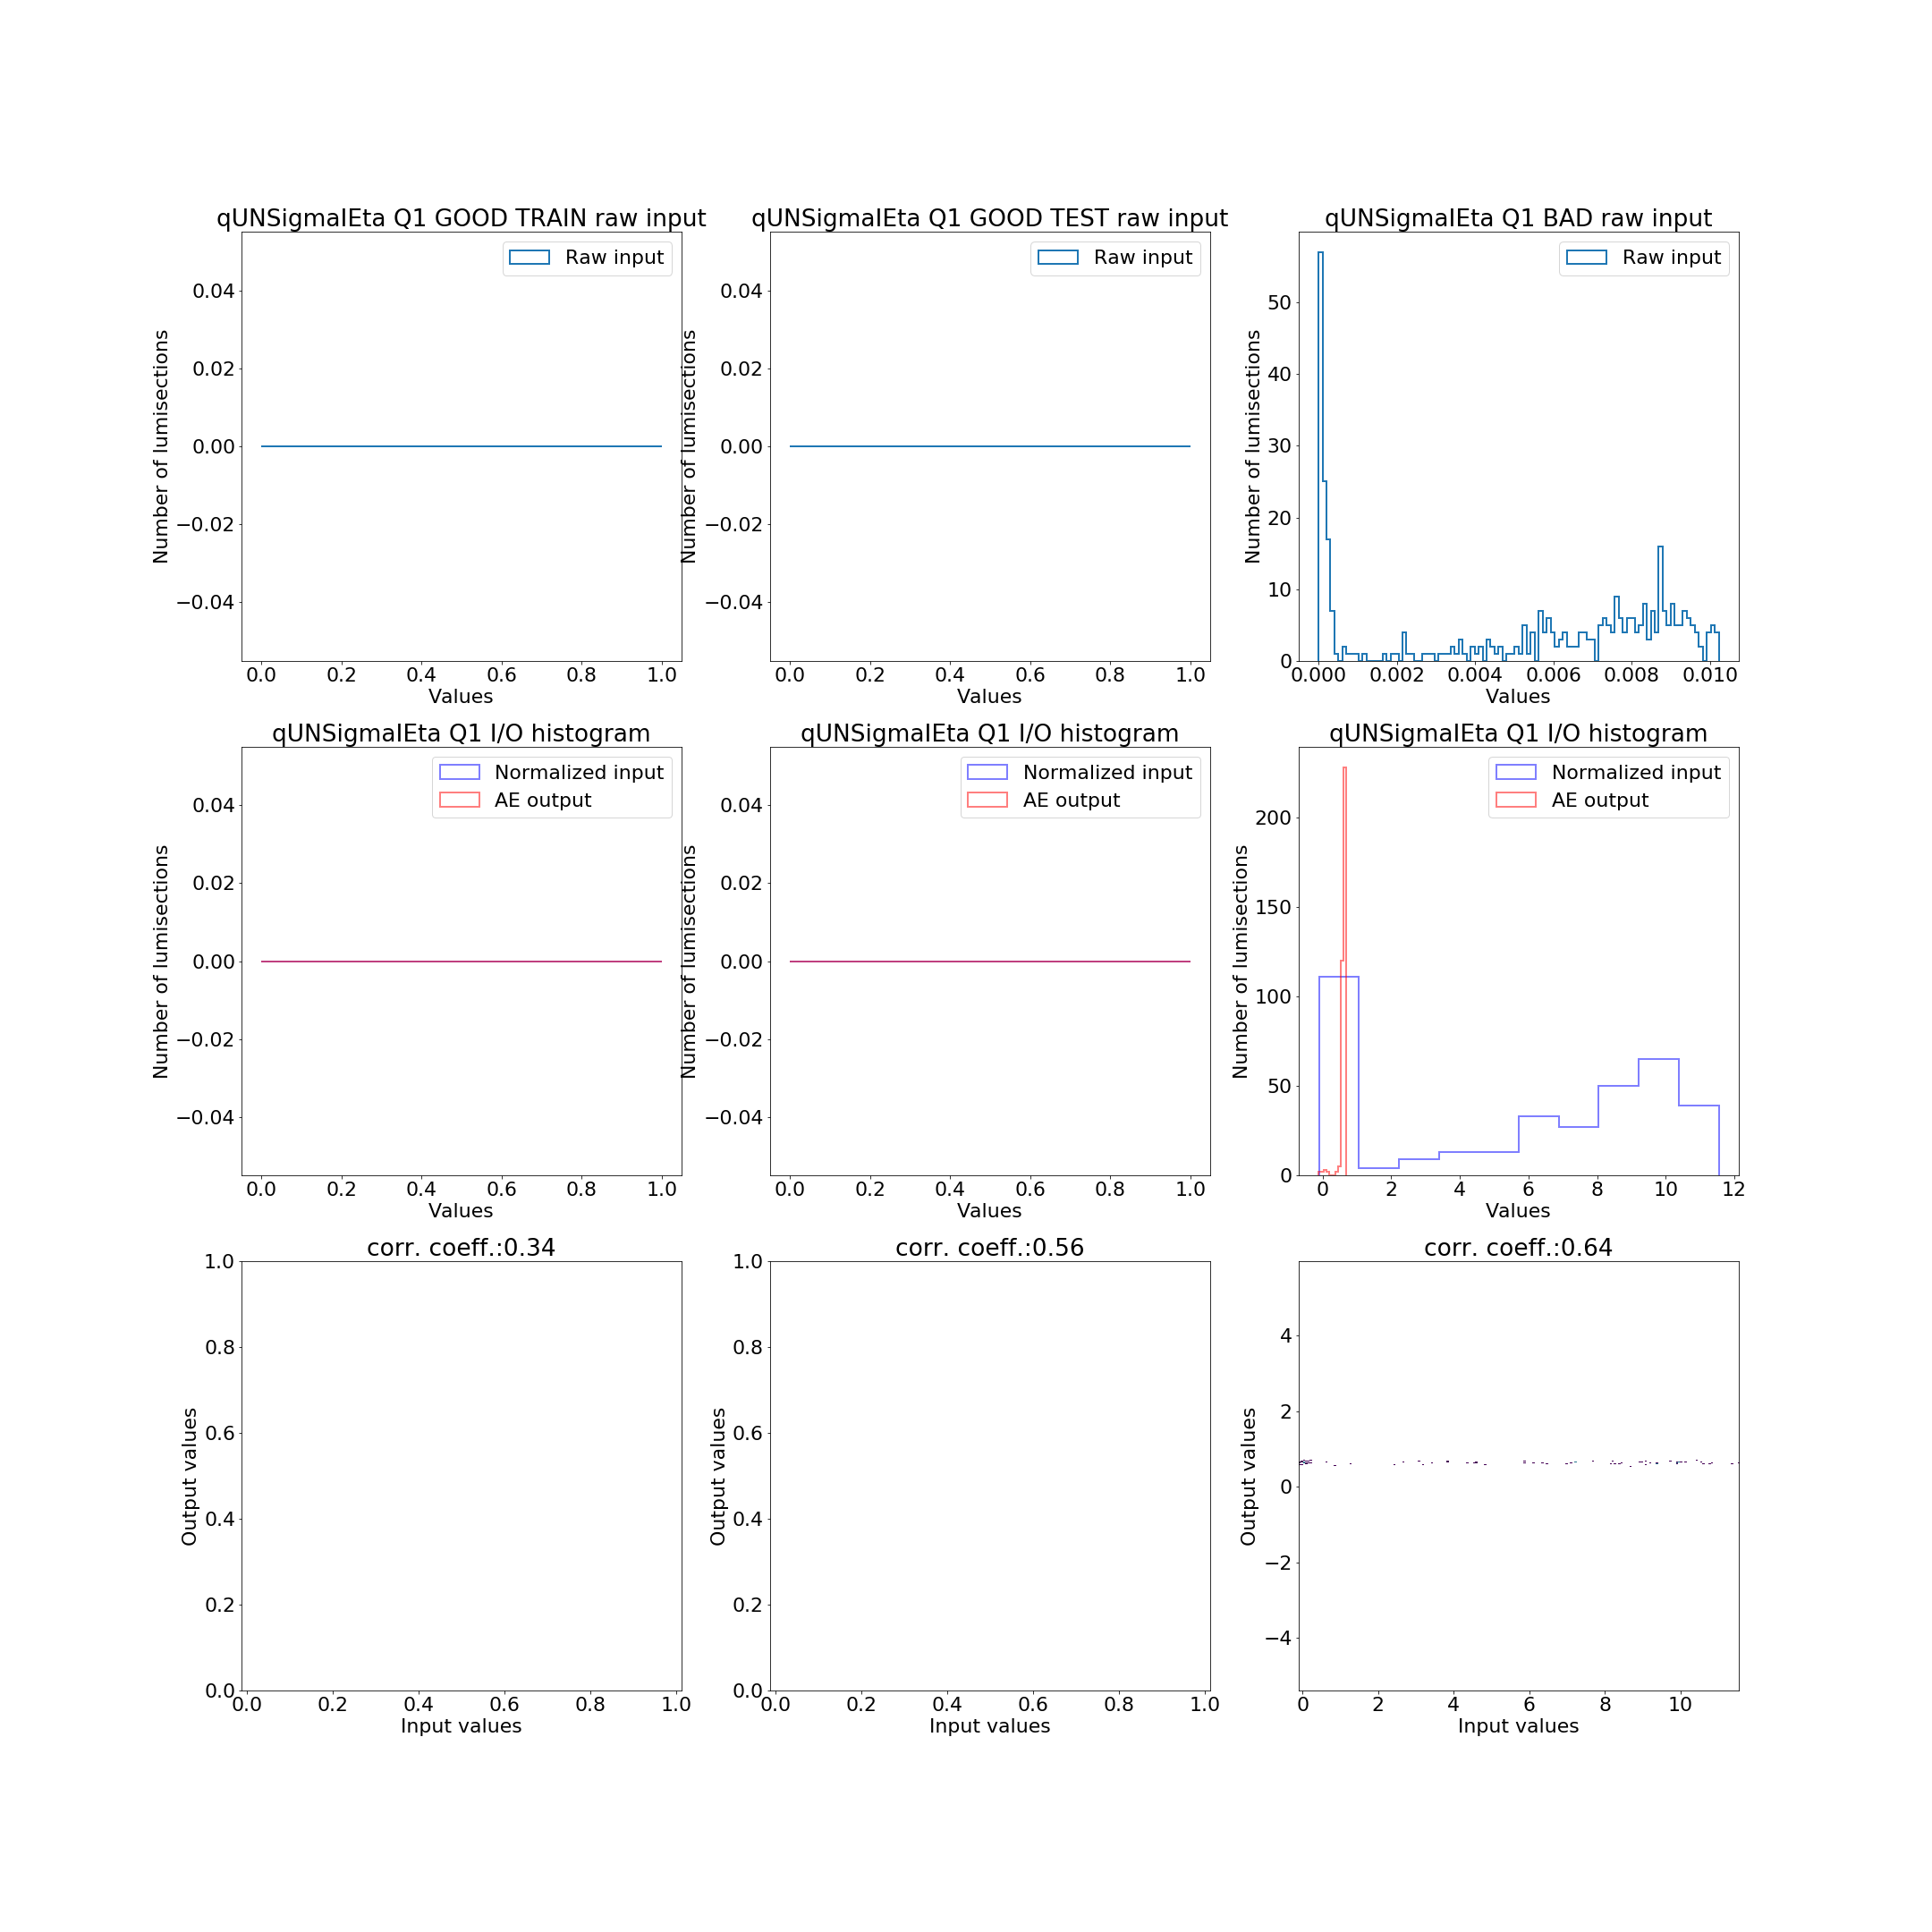 qUNSigmaIEta Q1 GOOD TRAIN raw input
Raw input
0.04
0.02
0.00
−0.02
−0.04
Number of lumisections
0.0 0.2 0.4 0.6 0.8 1.0
Values
qUNSigmaIEta Q1 GOOD TEST raw input
Raw input
0.04
0.02
0.00
−0.02
−0.04
Number of lumisections
0.0 0.2 0.4 0.6 0.8 1.0
Values
qUNSigmaIEta Q1 BAD raw input
Raw input
50
40
30
20
10
0
Number of lumisections
0.000 0.002 0.004 0.006 0.008 0.010
Values
qUNSigmaIEta Q1 I/O histogram
Normalized input
AE output
0.04
0.02
0.00
−0.02
−0.04
Number of lumisections
0.0 0.2 0.4 0.6 0.8 1.0
Values
qUNSigmaIEta Q1 I/O histogram
Normalized input
AE output
0.04
0.02
0.00
−0.02
−0.04
Number of lumisections
0.0 0.2 0.4 0.6 0.8 1.0
Values
qUNSigmaIEta Q1 I/O histogram
Normalized input
AE output
200
150
100
50
0
Number of lumisections
0 2 4 6 8 10 12
Values
corr. coeff.:0.34
1.0
0.8
0.6
0.4
0.2
0.0
Output values
0.0 0.2 0.4 0.6 0.8 1.0
Input values
corr. coeff.:0.56
1.0
0.8
0.6
0.4
0.2
0.0
Output values
0.0 0.2 0.4 0.6 0.8 1.0
Input values
corr. coeff.:0.64
4
2
0
−2
−4
Output values
0 2 4 6 8 10
Input values